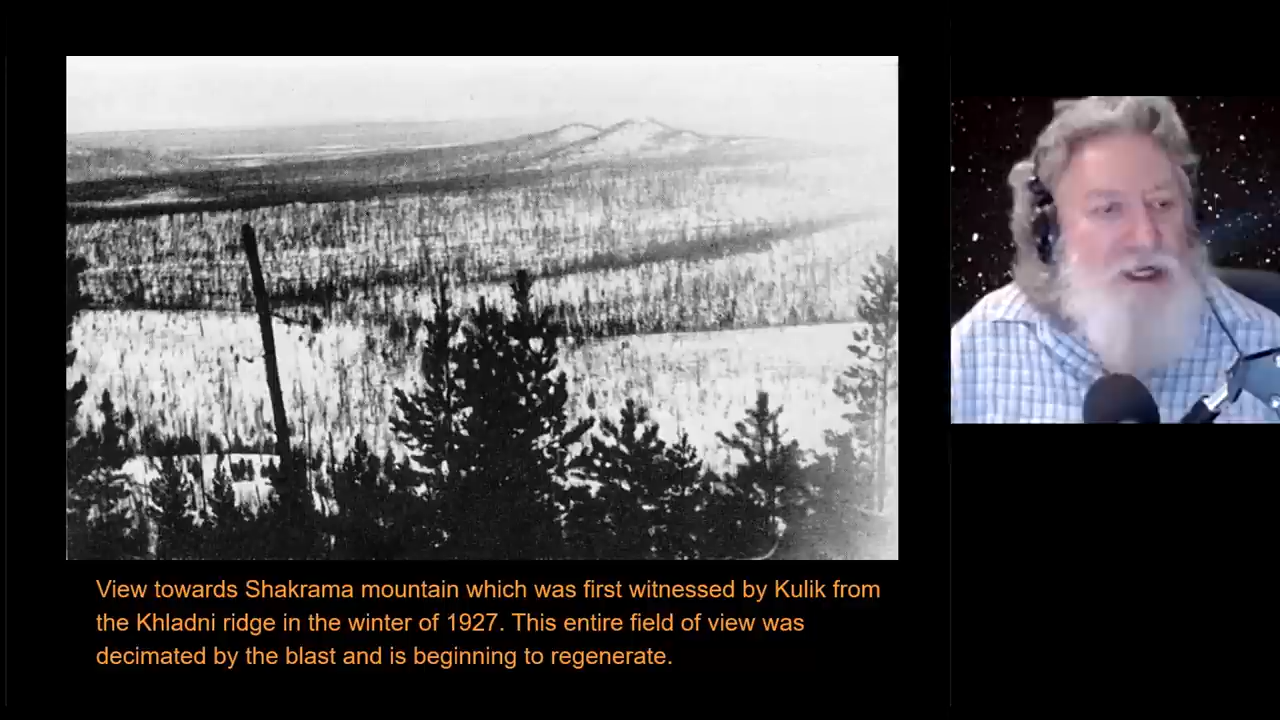 View towards Shakrama mountain which was first witnessed by Kulik from
the Khladni ridge in the winter of 1927. This entire field of view was
decimated by the blast and is beginning to regenerate.